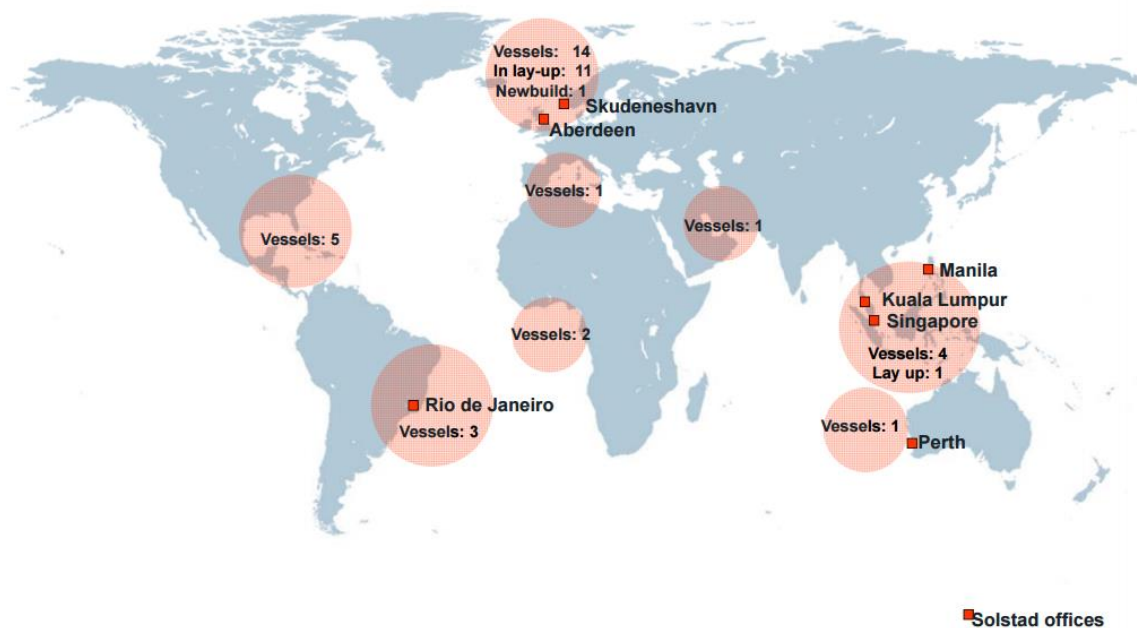 Vessels: 14
In lay-up: 11
Newbuild: 1
Skudeneshavn
Aberdeen
Vessels: 1
Vessels: 1
Vessels: 5
Manila
Kuala Lumpur
Singapore
Vessels: 4
Lay up: 1
Vessels: 2
Rio de Janeiro
Vessels: 3
Vessels: 1
Perth
Solstad offices